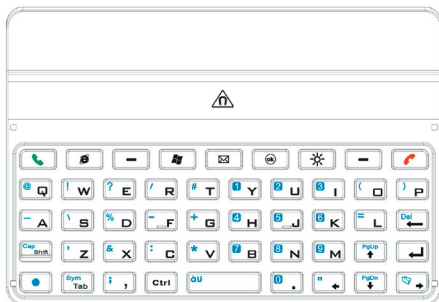 ok
@ Q ! W ? E / R # T 1 Y 2 U 3 I ( O ) P
- A \ S % D _ F + G 4 H 5 J 6 K = L Del
Cap Shift ' Z & X : C * V 7 B 8 N 9 M PgUp
Sym Tab ; , Ctrl àü 0 . " PgDn